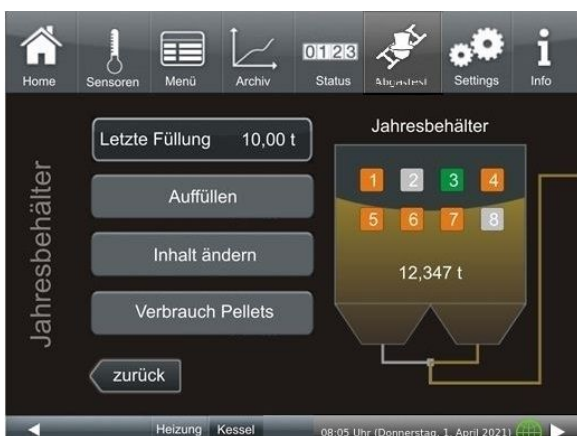 0123
Home Sensoren Menü Archiv Status Abgastest Settings Info
Jahresbehälter
Letzte Füllung 10,00 t
Auffüllen
Inhalt ändern
Verbrauch Pellets
zurück
Jahresbehälter
1 2 3 4
5 6 7 8
12,347 t
Heizung Kessel 08:05 Uhr (Donnerstag, 1. April 2021)